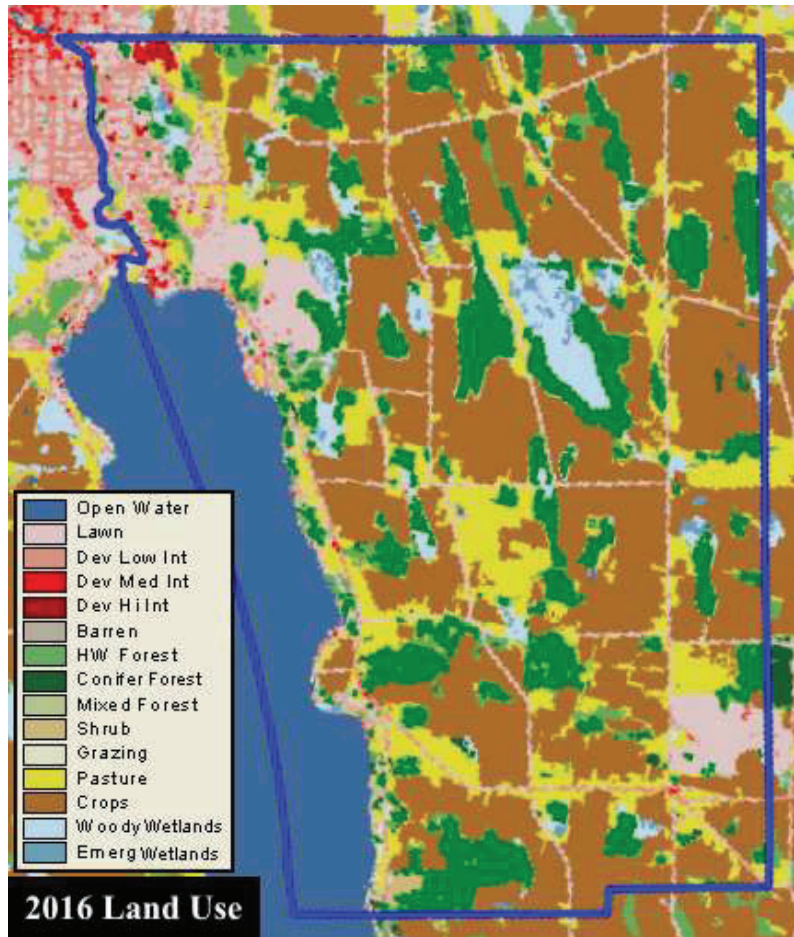 Open Water
Lawn
Dev Low Int
Dev Med Int
Dev Hi Int
Barren
HW Forest
Conifer Forest
Mixed Forest
Shrub
Grazing
Pasture
Crops
Woody Wetlands
Emerg Wetlands
2016 Land Use